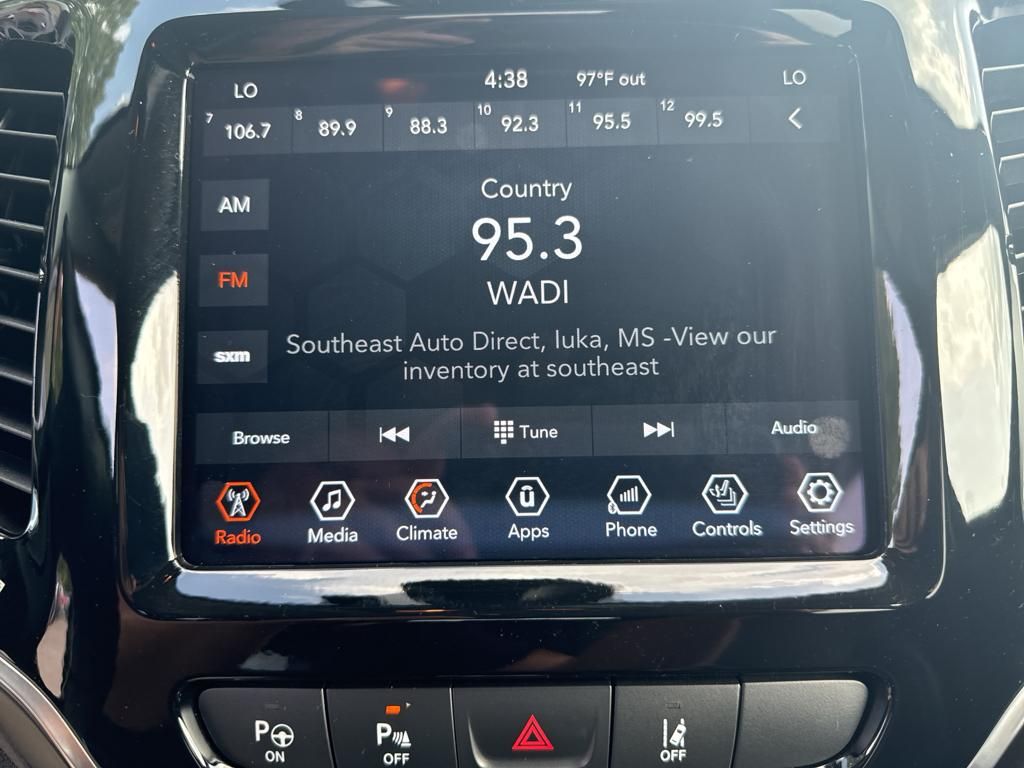 LO 4:38 97°F out LO
7 106.7 8 89.9 9 88.3 10 92.3 11 95.5 12 99.5
Country
AM
95.3
FM
WADI
sxm
Southeast Auto Direct, Iuka, MS -View our
inventory at southeast
Browse Tune Audio
Radio Media Climate Apps Phone Controls Settings
P P
ON OFF OFF